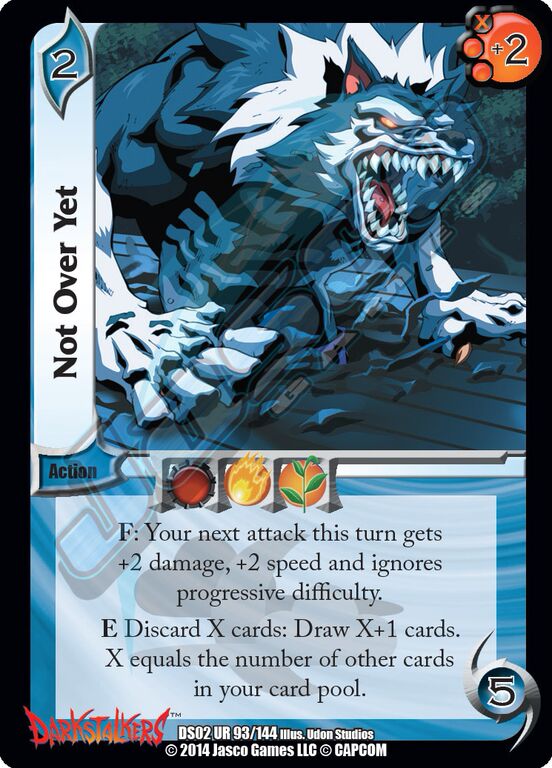 2
X
+2
Not Over Yet
Action
F: Your next attack this turn gets
+2 damage, +2 speed and ignores
progressive difficulty.
E Discard X cards: Draw X+1 cards.
X equals the number of other cards
in your card pool.
5
DARKSTALKERS™
DS02 UR 93/144 Illus. Udon Studios
© 2014 Jasco Games LLC © CAPCOM